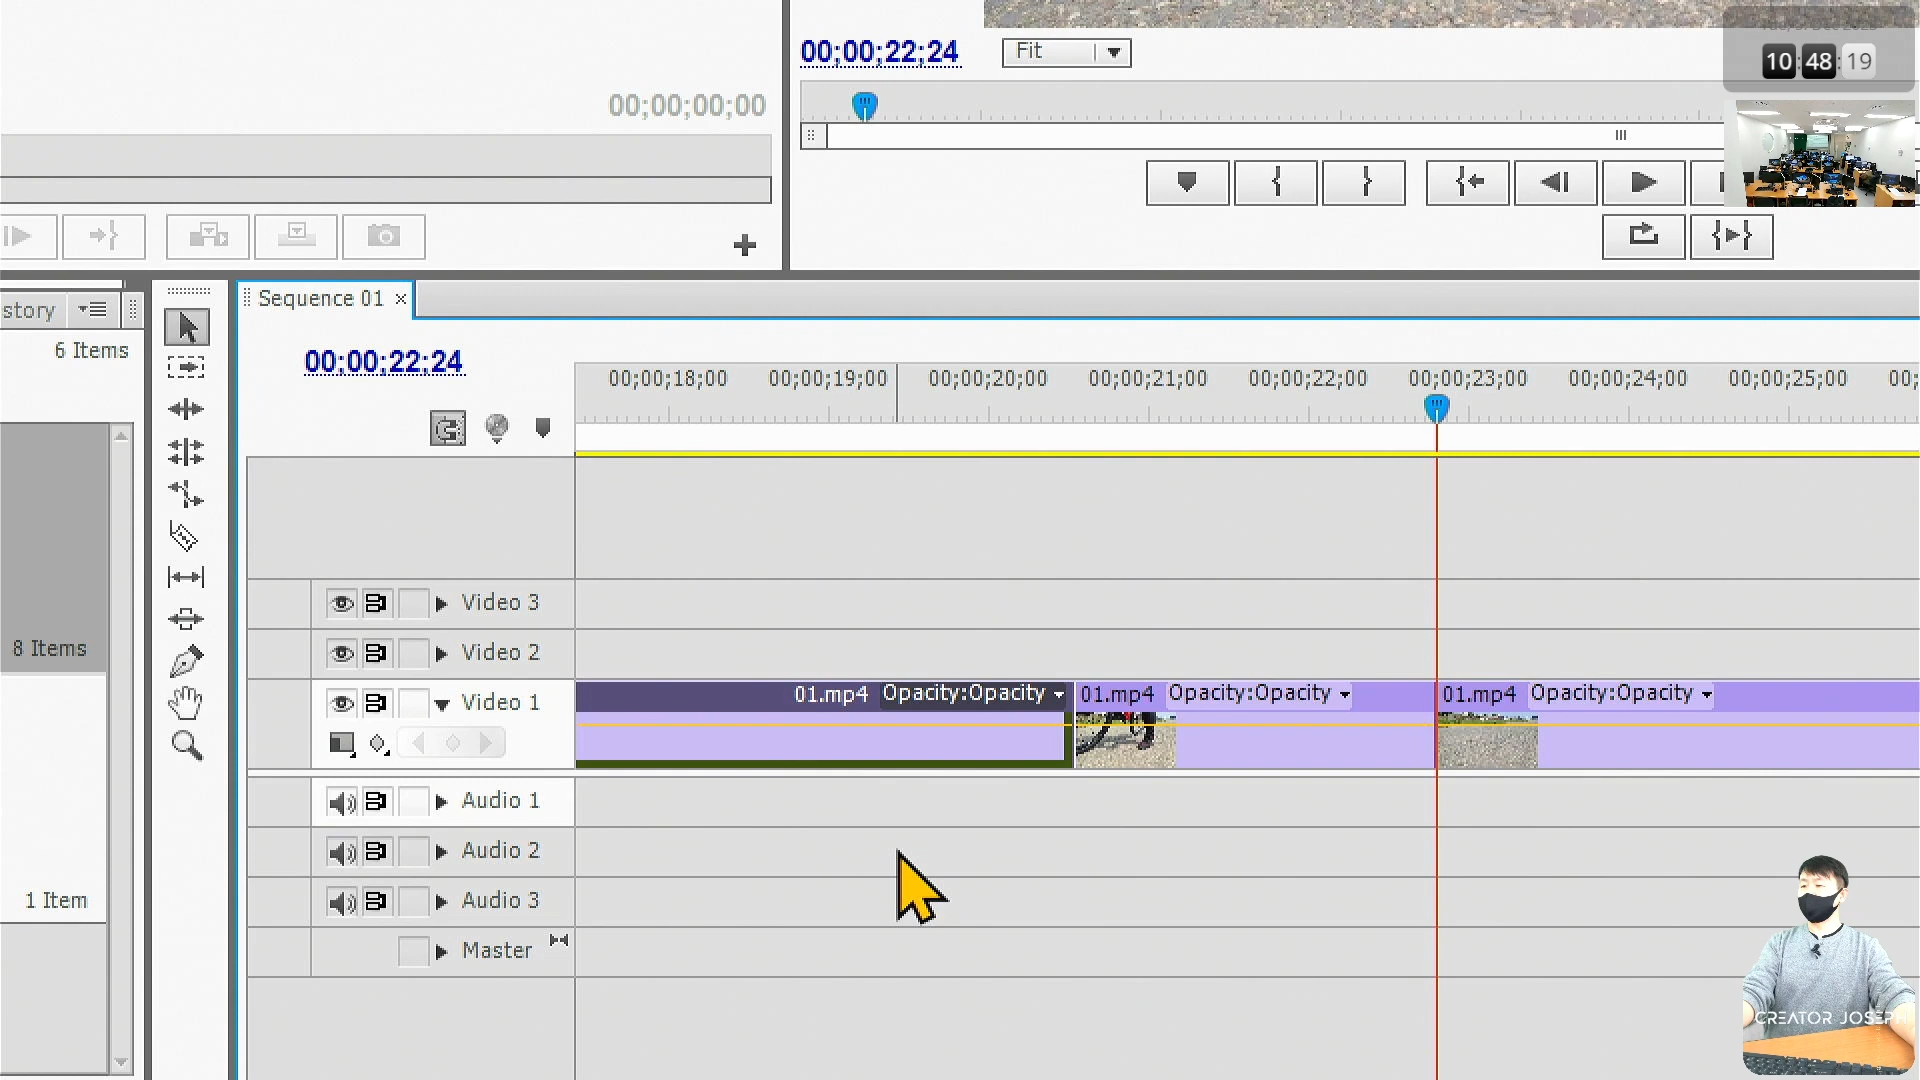 00;00;22;24
Fit
10:48:19
00;00;00;00
story
6 Items
Sequence 01
00;00;22;24
00;00;18;00 00;00;19;00 00;00;20;00 00;00;21;00 00;00;22;00 00;00;23;00 00;00;24;00 00;00;25;00 00;
8 Items
Video 3
Video 2
Video 1
01.mp4 Opacity:Opacity
01.mp4 Opacity:Opacity
01.mp4 Opacity:Opacity
Audio 1
Audio 2
1 Item
Audio 3
Master
CREATOR JOSEPH